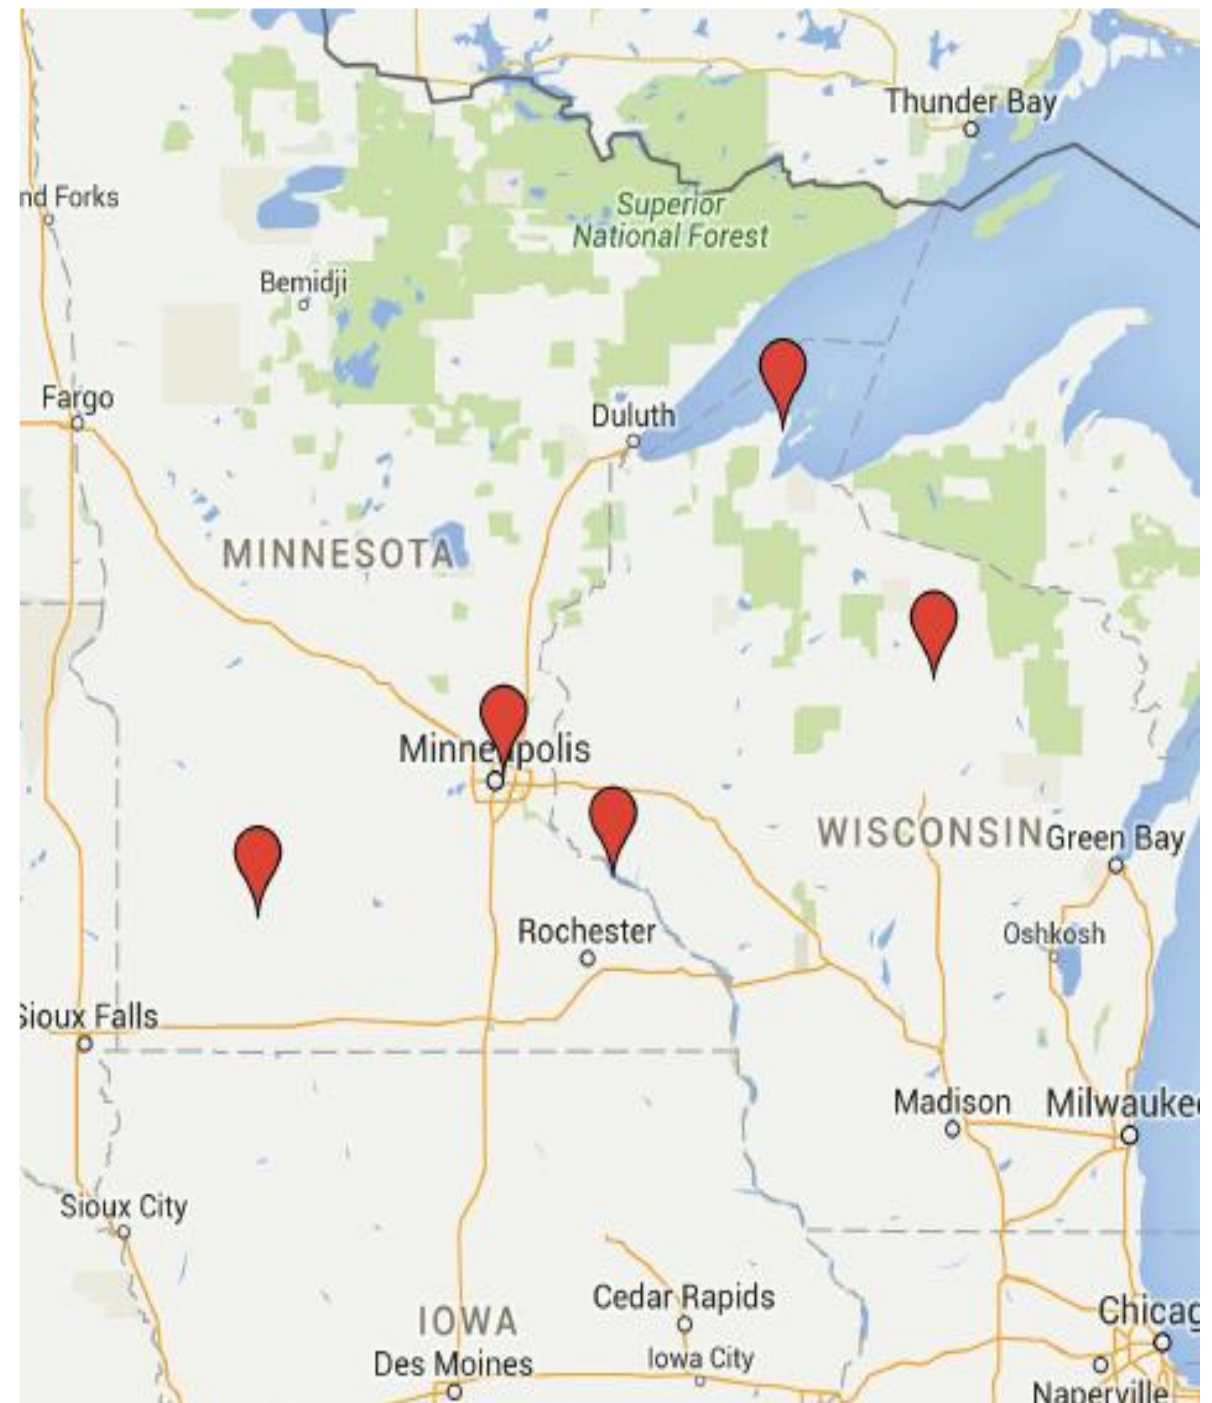 Thunder Bay
nd Forks
Superior
National Forest
Bemidji
Fargo
Duluth
MINNESOTA
Minneapolis
WISCONSIN
Green Bay
Rochester
Oshkosh
Sioux Falls
Madison
Milwaukee
Sioux City
Cedar Rapids
Chicag
IOWA
Des Moines
Iowa City
Naperville